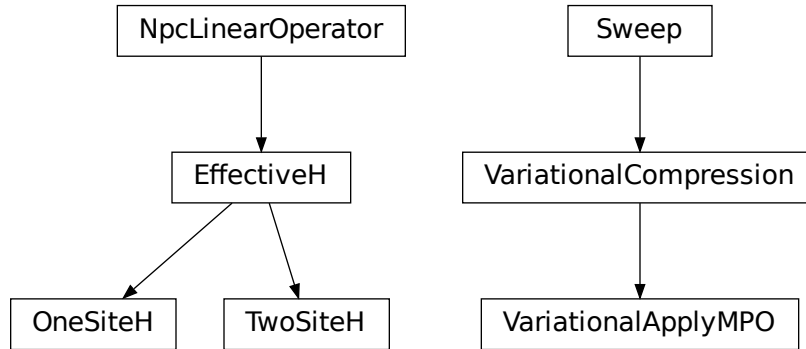 NpcLinearOperator
Sweep
EffectiveH
VariationalCompression
OneSiteH
TwoSiteH
VariationalApplyMPO